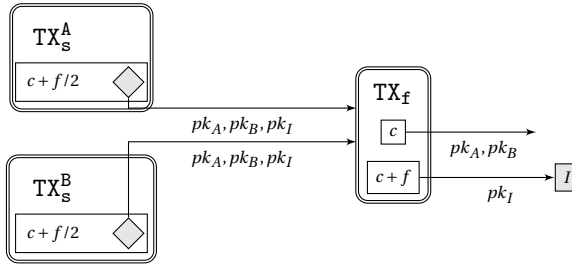 TX_s^A
c + f/2
pk_A, pk_B, pk_I
pk_A, pk_B, pk_I
TX_s^B
c + f/2
TX_f
c
pk_A, pk_B
c + f
pk_I
I